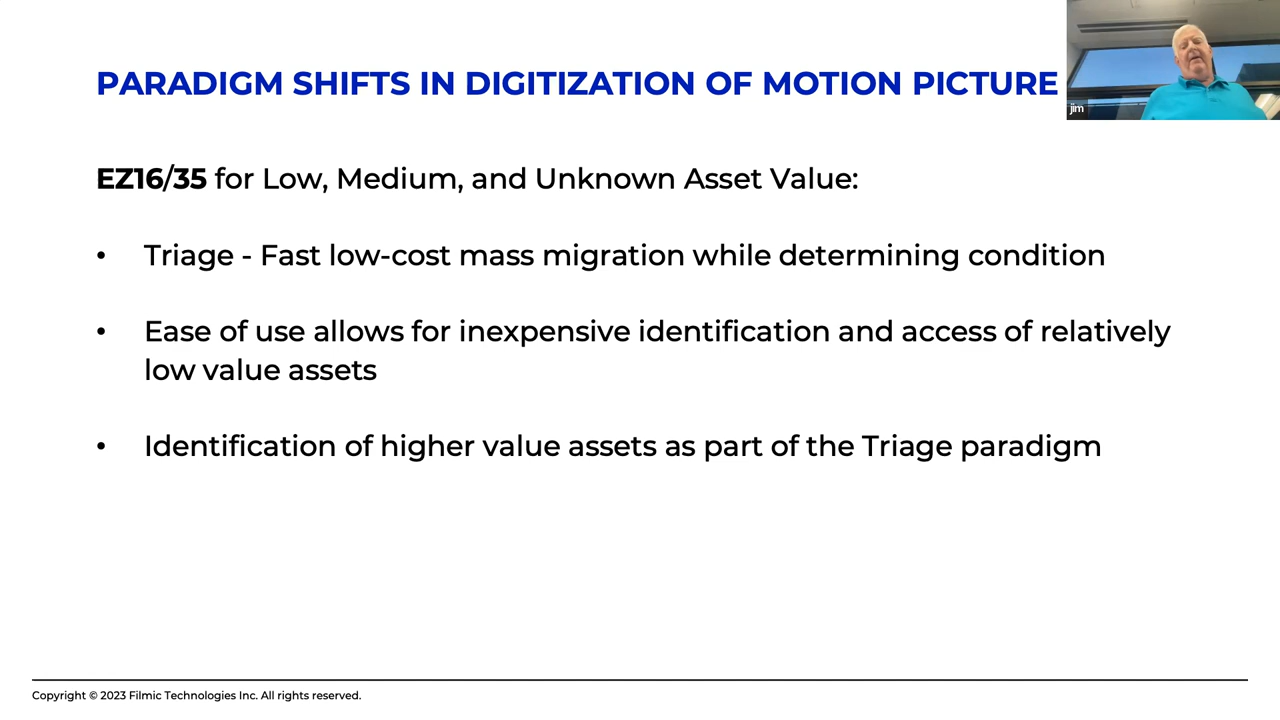 PARADIGM SHIFTS IN DIGITIZATION OF MOTION PICTURE
jim
EZ16/35 for Low, Medium, and Unknown Asset Value:
• Triage - Fast low-cost mass migration while determining condition
• Ease of use allows for inexpensive identification and access of relatively
low value assets
• Identification of higher value assets as part of the Triage paradigm
Copyright © 2023 Filmic Technologies Inc. All rights reserved.